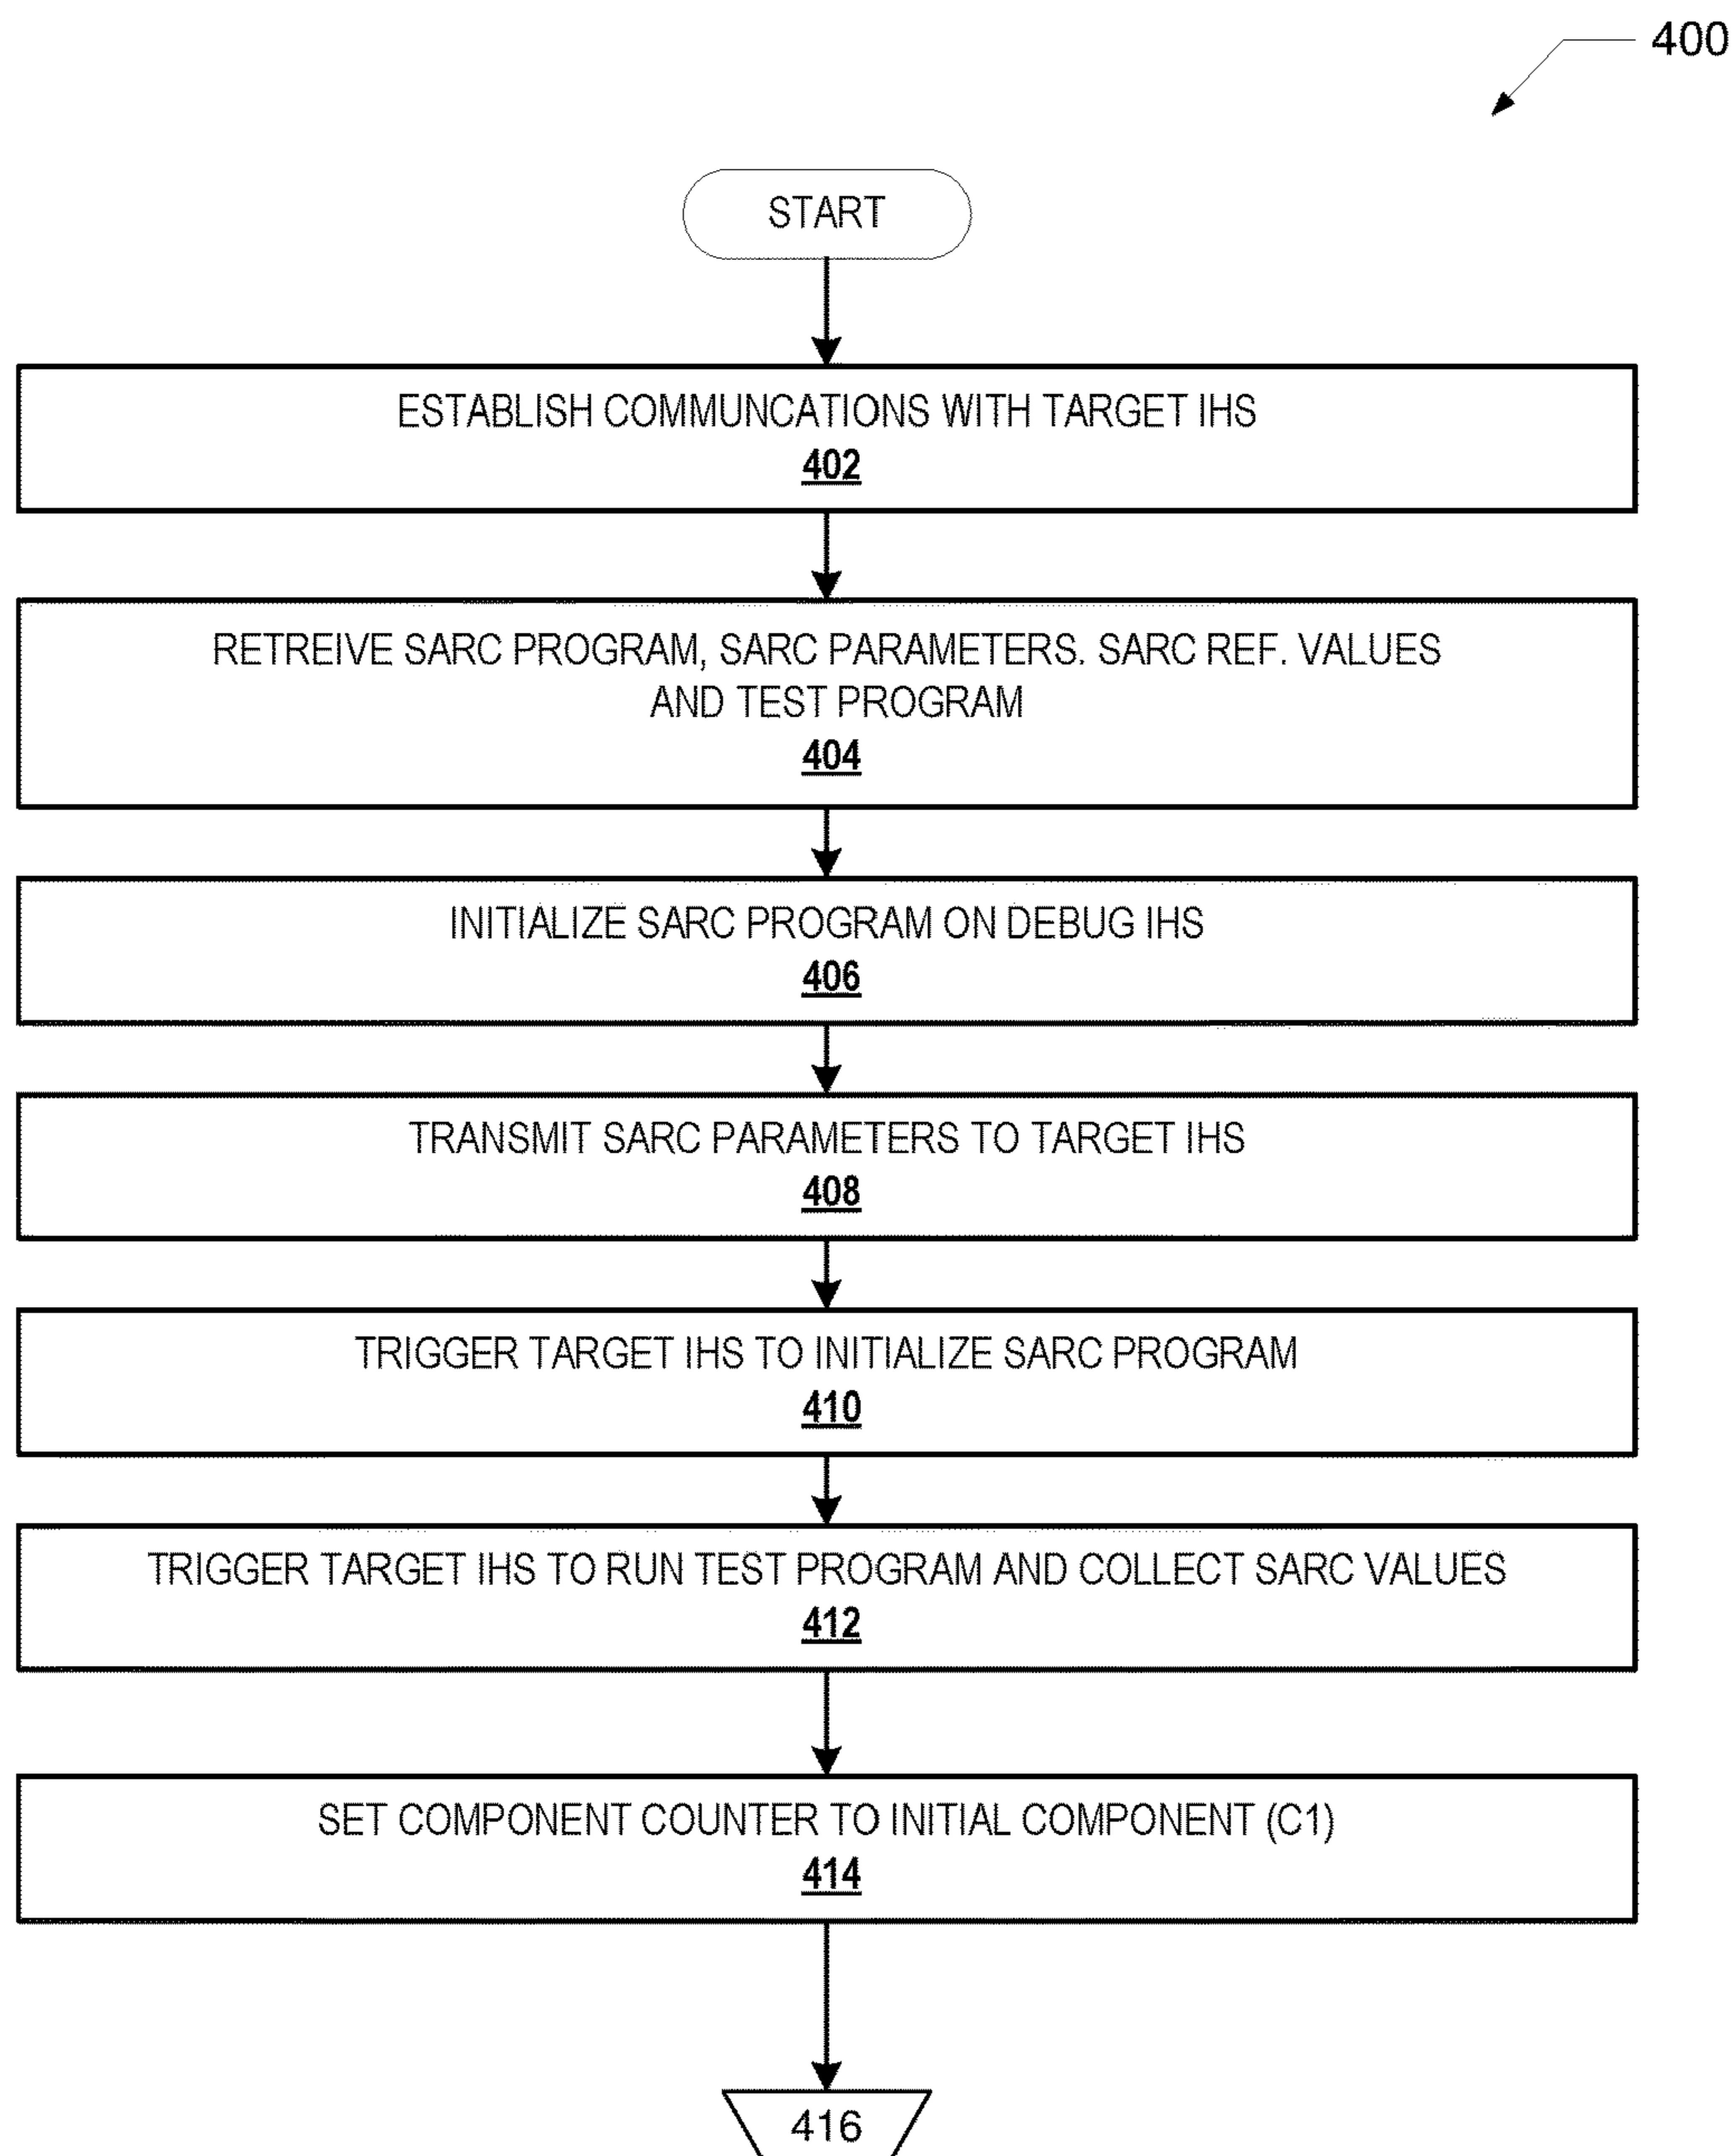 400
START
ESTABLISH COMMUNCATIONS WITH TARGET IHS
402
RETREIVE SARC PROGRAM, SARC PARAMETERS. SARC REF. VALUES
AND TEST PROGRAM
404
INITIALIZE SARC PROGRAM ON DEBUG IHS
406
TRANSMIT SARC PARAMETERS TO TARGET IHS
408
TRIGGER TARGET IHS TO INITIALIZE SARC PROGRAM
410
TRIGGER TARGET IHS TO RUN TEST PROGRAM AND COLLECT SARC VALUES
412
SET COMPONENT COUNTER TO INITIAL COMPONENT (C1)
414
416